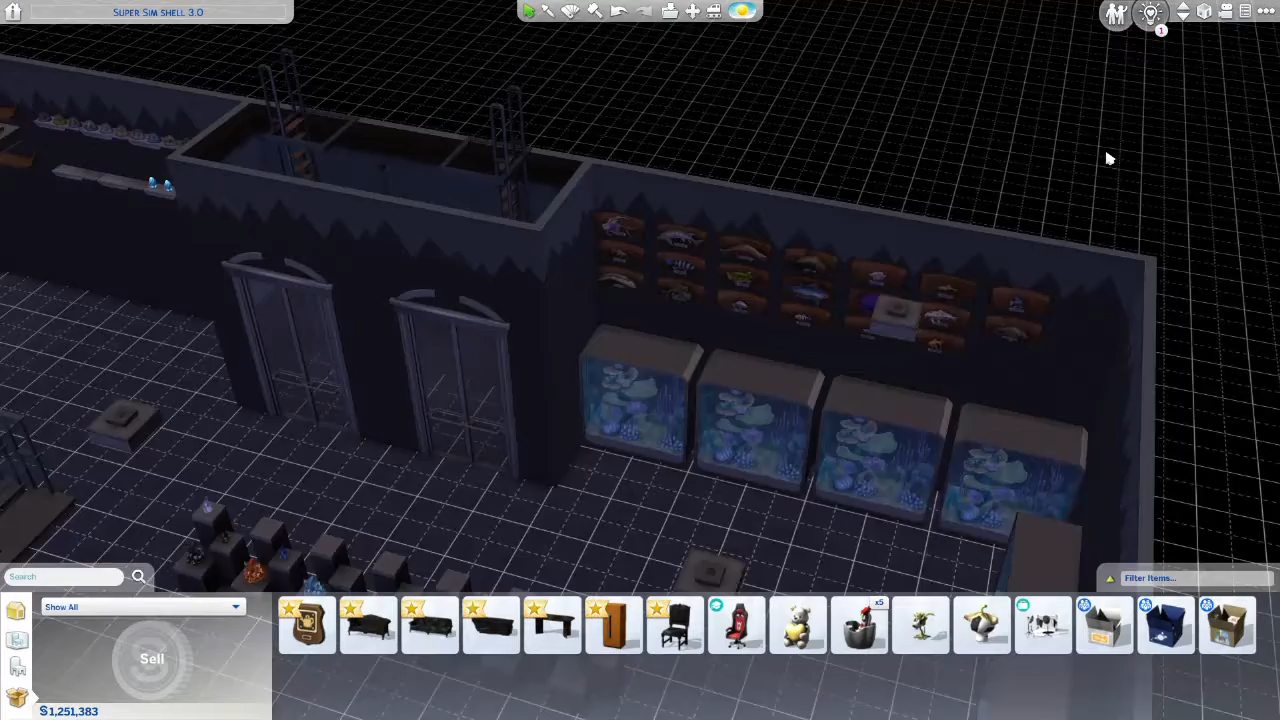 Super Sim shell 3.0
1
Search
Filter Items...
Show All
x5
Sell
§1,251,383